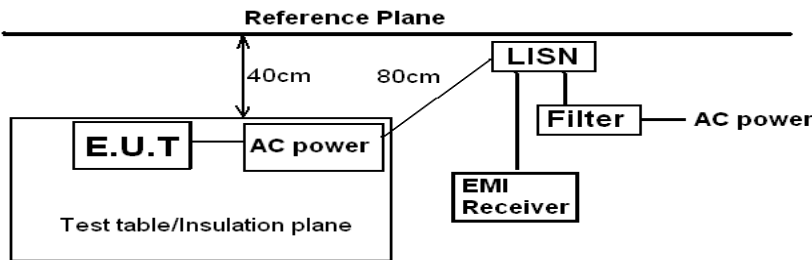 Reference Plane
LISN
40cm
80cm
Filter
AC power
E.U.T
AC power
EMI
Receiver
Test table/Insulation plane